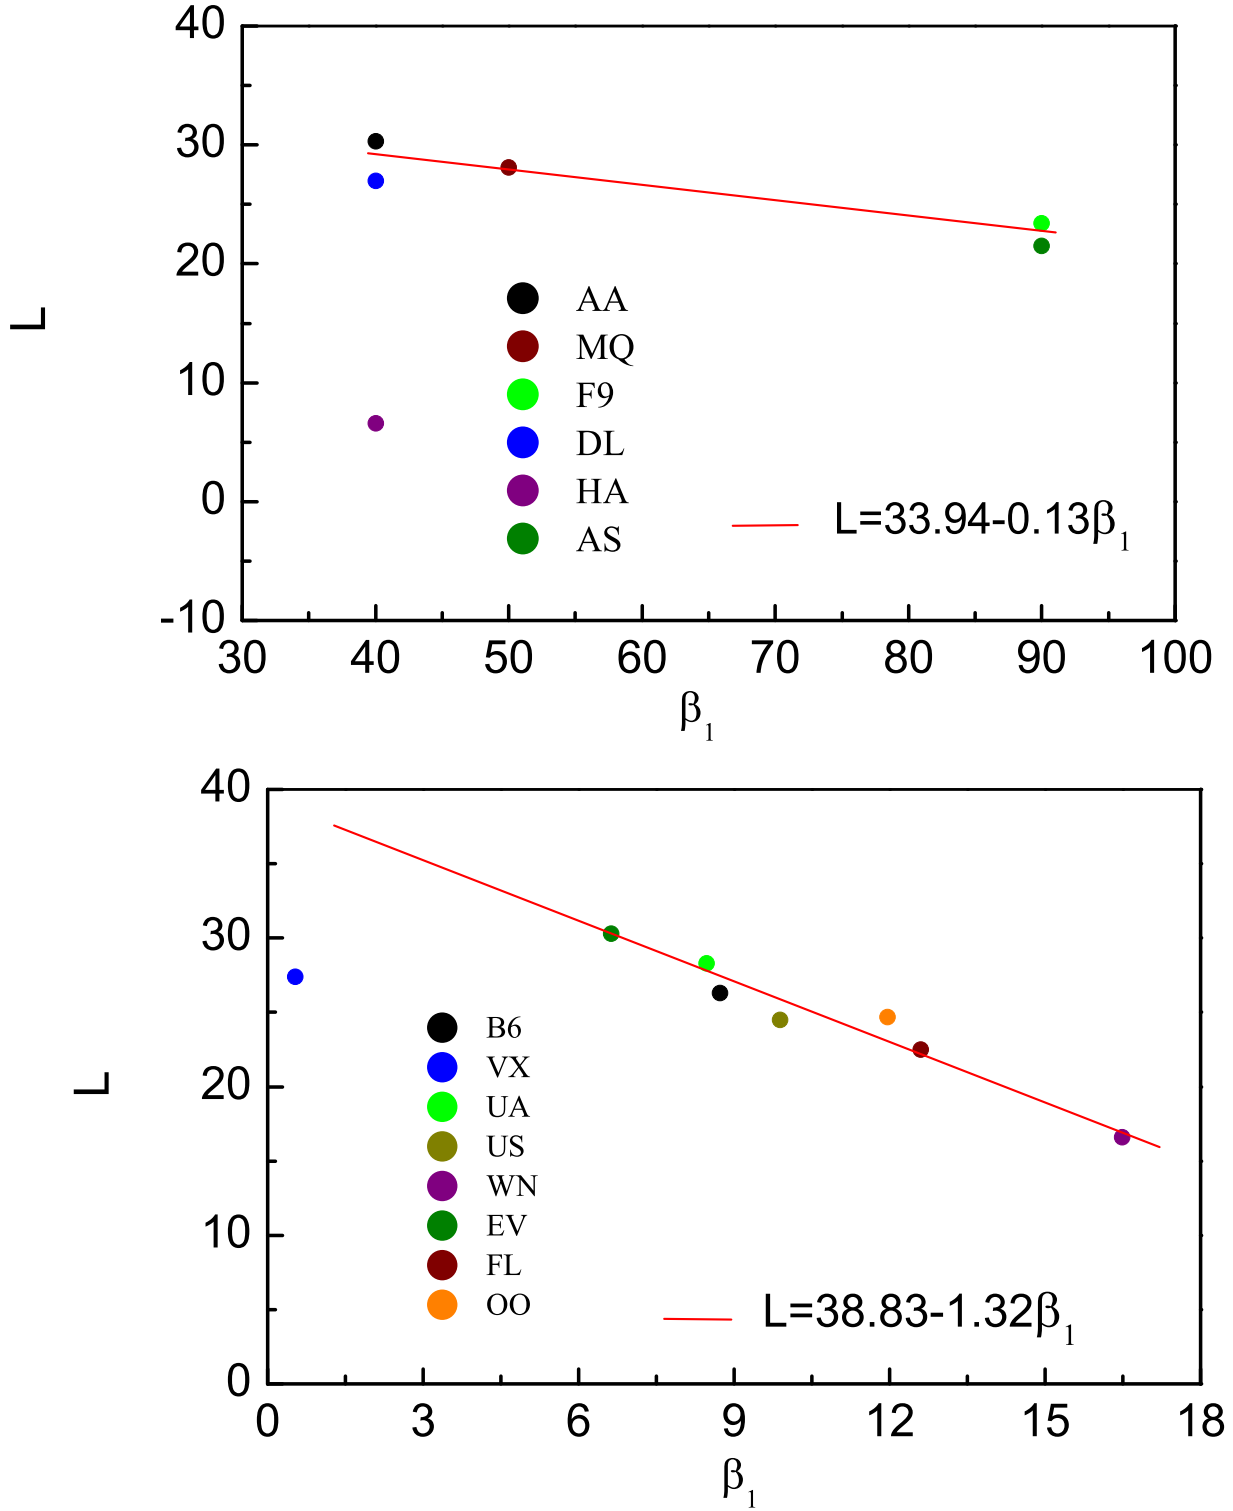 40
30
20
10
0
-10
L
AA
MQ
F9
DL
HA
AS
L=33.94-0.13β₁
30 40 50 60 70 80 90 100
β₁
40
30
20
10
0
L
B6
VX
UA
US
WN
EV
FL
OO
L=38.83-1.32β₁
0 3 6 9 12 15 18
β₁